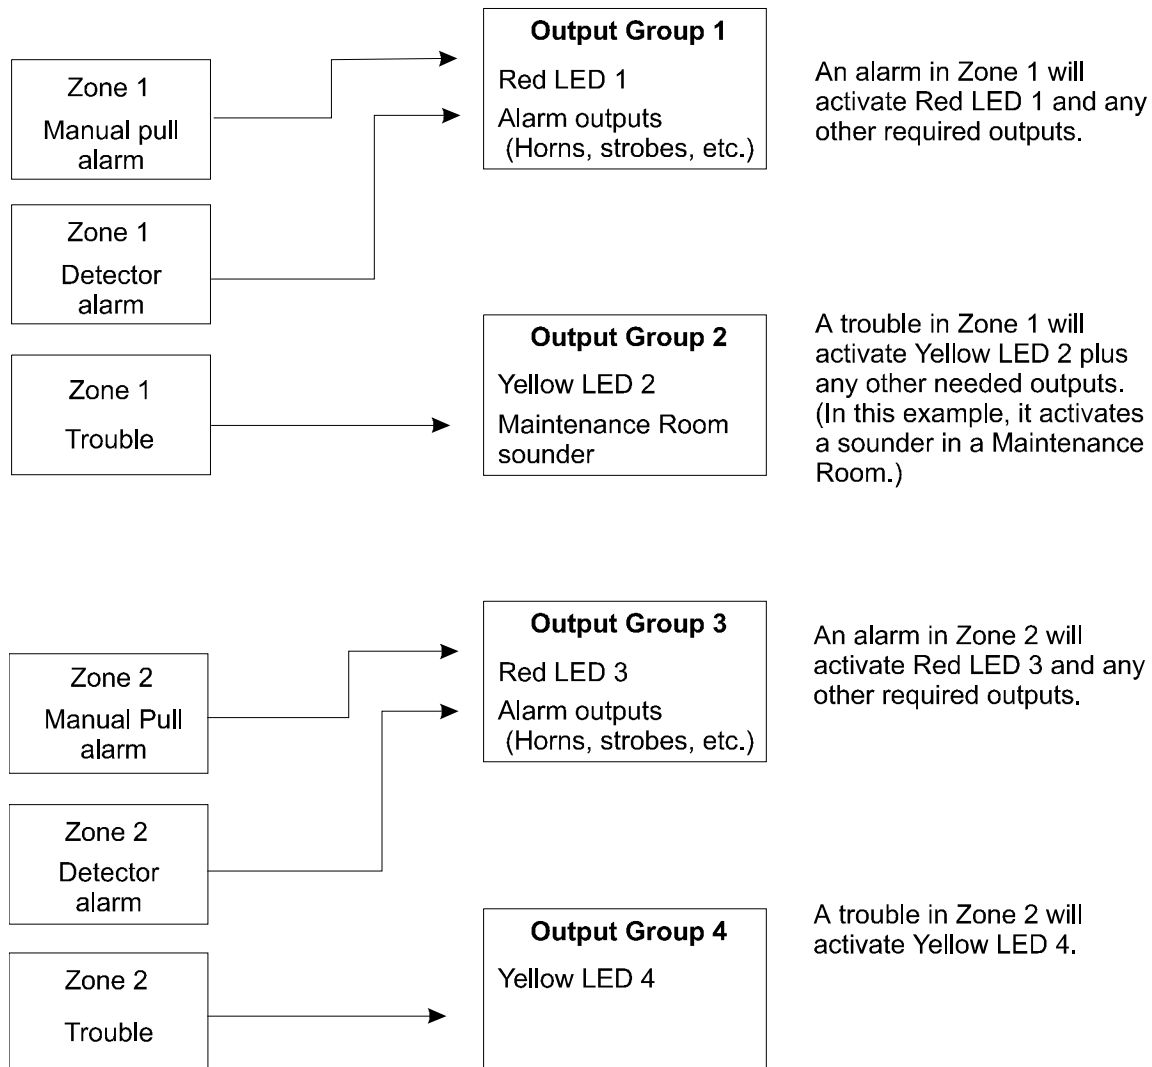 Zone 1
Manual pull
alarm
Zone 1
Detector
alarm
Output Group 1
Red LED 1
Alarm outputs
(Horns, strobes, etc.)
An alarm in Zone 1 will
activate Red LED 1 and any
other required outputs.
Zone 1
Trouble
Output Group 2
Yellow LED 2
Maintenance Room
sounder
A trouble in Zone 1 will
activate Yellow LED 2 plus
any other needed outputs.
(In this example, it activates
a sounder in a Maintenance
Room.)
Zone 2
Manual Pull
alarm
Zone 2
Detector
alarm
Output Group 3
Red LED 3
Alarm outputs
(Horns, strobes, etc.)
An alarm in Zone 2 will
activate Red LED 3 and any
other required outputs.
Zone 2
Trouble
Output Group 4
Yellow LED 4
A trouble in Zone 2 will
activate Yellow LED 4.